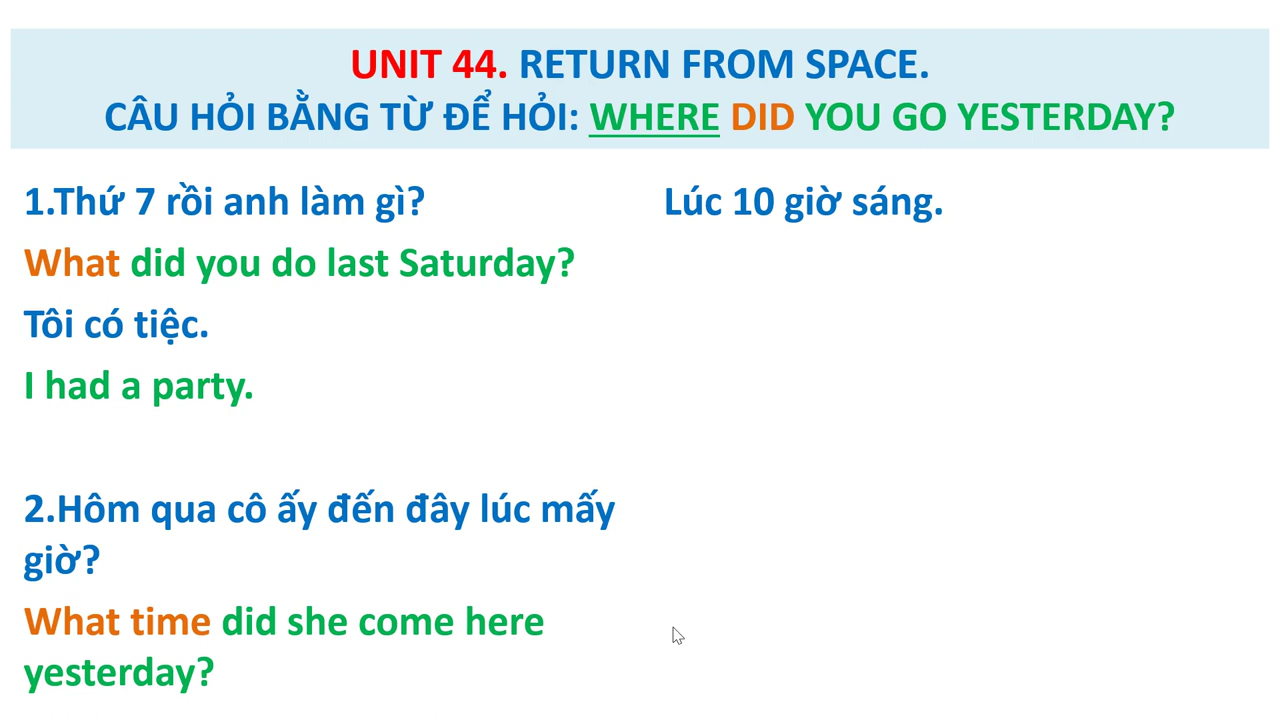 UNIT 44. RETURN FROM SPACE.
CÂU HỎI BẰNG TỪ ĐỂ HỎI: WHERE DID YOU GO YESTERDAY?
1.Thứ 7 rồi anh làm gì?
What did you do last Saturday?
Tôi có tiệc.
I had a party.
2.Hôm qua cô ấy đến đây lúc mấy
giờ?
What time did she come here
yesterday?
Lúc 10 giờ sáng.